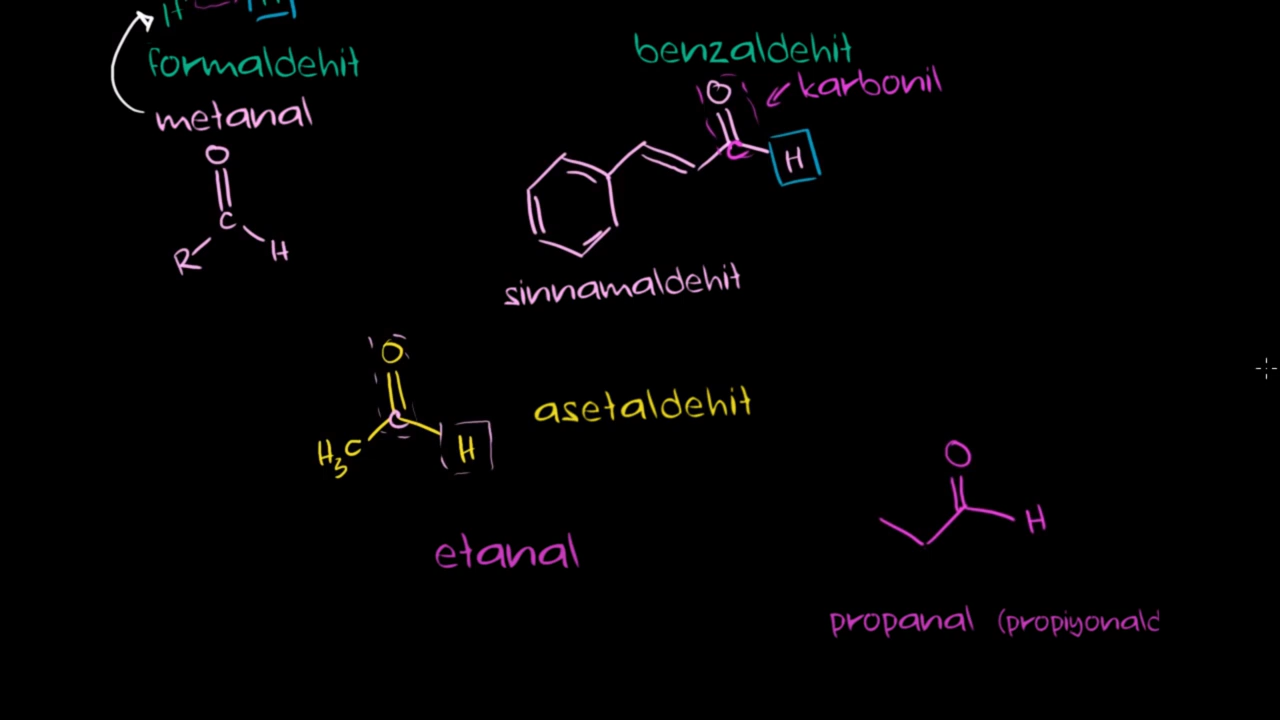 H H
formaldehit
benzaldehit
metanal
karbonil
O
O
C
H
C
R
H
sinnamaldehit
O
C
H3C
H
asetaldehit
O
H
etanal
propanal (propiyonald